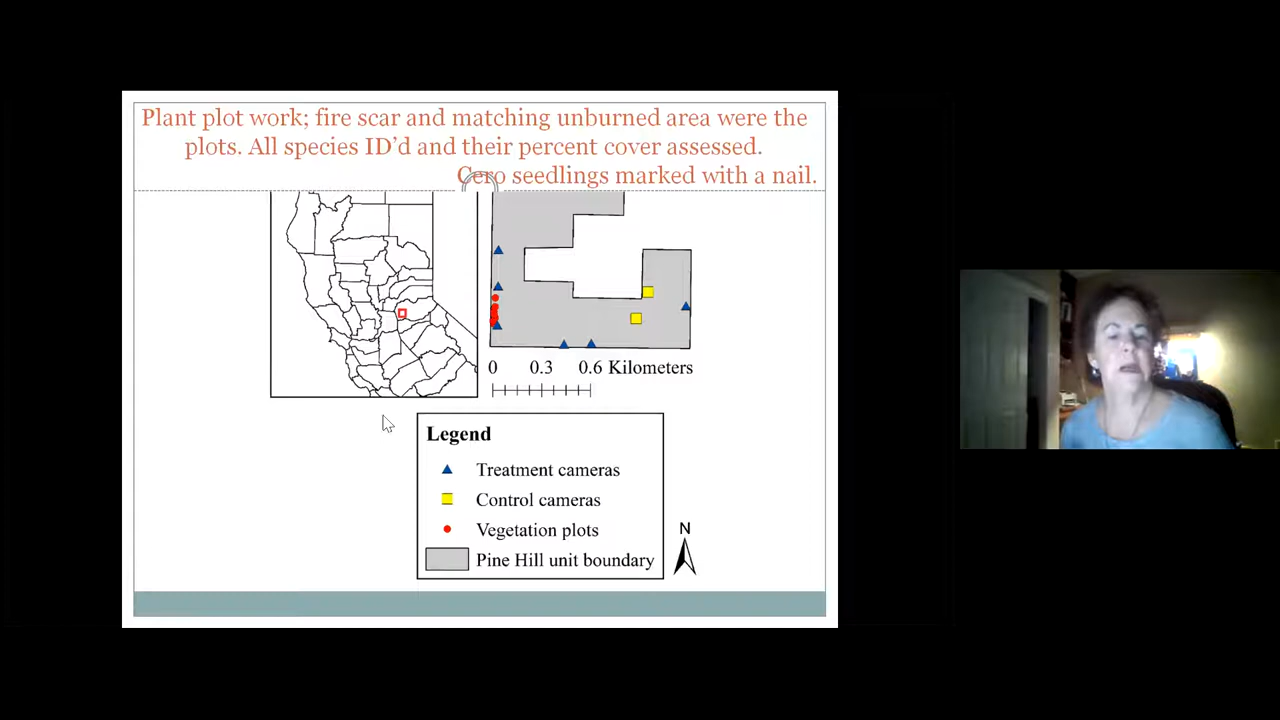 Plant plot work; fire scar and matching unburned area were the
plots. All species ID’d and their percent cover assessed.
Cero seedlings marked with a nail.
0 0.3 0.6 Kilometers
Legend
Treatment cameras
Control cameras
Vegetation plots
Pine Hill unit boundary
N